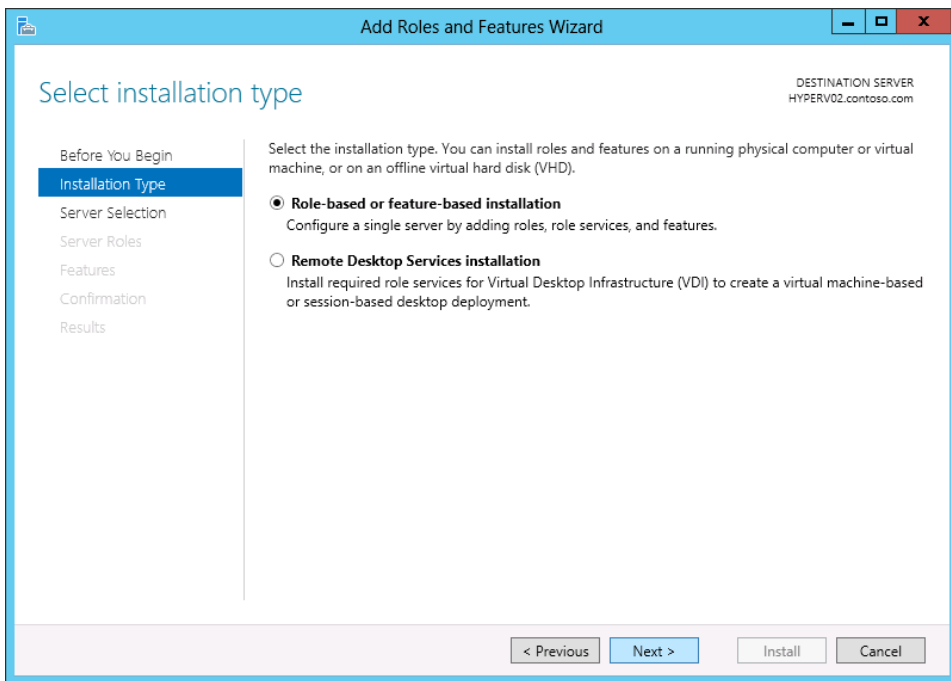 Add Roles and Features Wizard
Select installation type
DESTINATION SERVER
HYPERV02.contoso.com
Before You Begin
Installation Type
Server Selection
Server Roles
Features
Confirmation
Results
Select the installation type. You can install roles and features on a running physical computer or virtual
machine, or on an offline virtual hard disk (VHD).
Role-based or feature-based installation
Configure a single server by adding roles, role services, and features.
Remote Desktop Services installation
Install required role services for Virtual Desktop Infrastructure (VDI) to create a virtual machine-based
or session-based desktop deployment.
< Previous
Next >
Install
Cancel